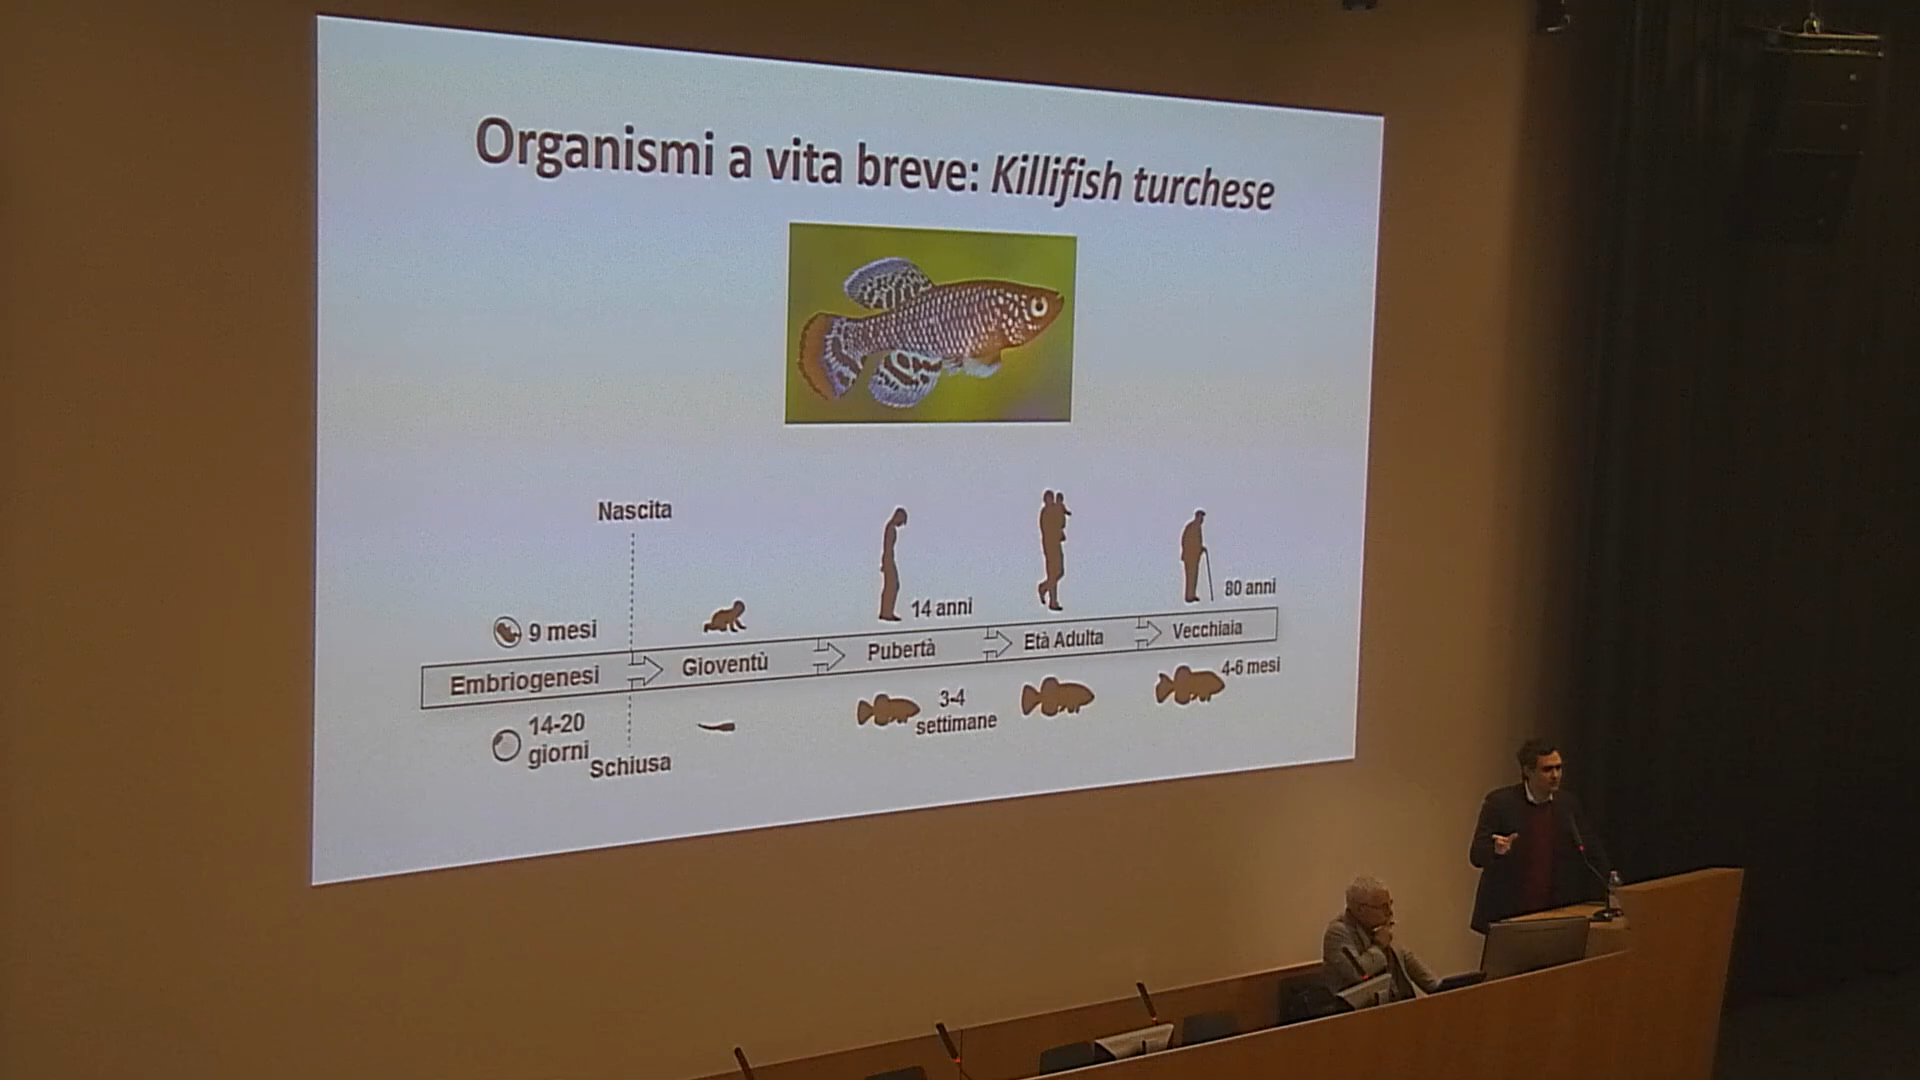 Organismi a vita breve: Killifish turchese
Nascita
9 mesi
14 anni
80 anni
Embriogenesi
Gioventù
Pubertà
Età Adulta
Vecchiaia
14-20
giorni
Schiusa
3-4
settimane
4-6 mesi